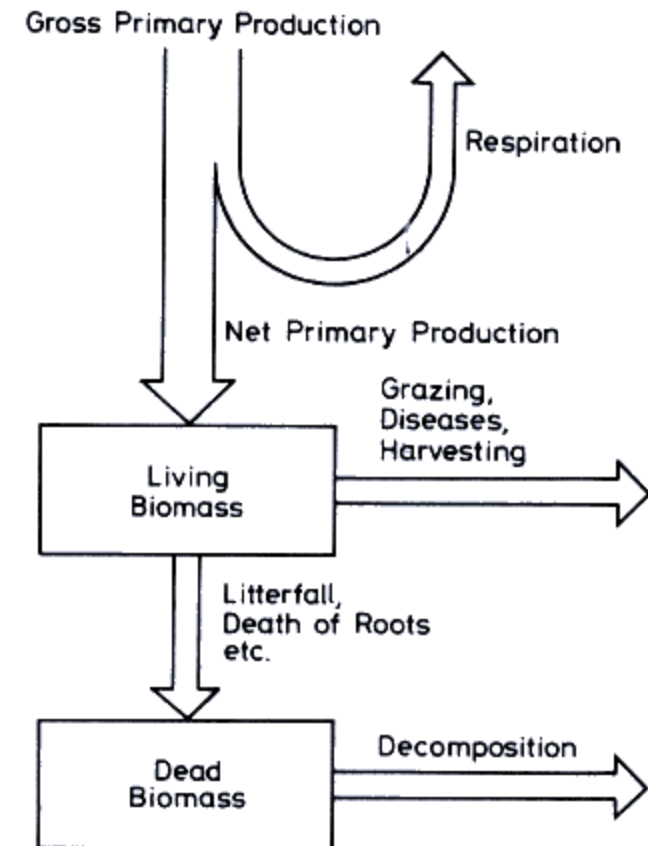 Gross Primary Production
Respiration
Net Primary Production
Grazing,
Diseases,
Harvesting
Living
Biomass
Litterfall,
Death of Roots
etc.
Decomposition
Dead
Biomass